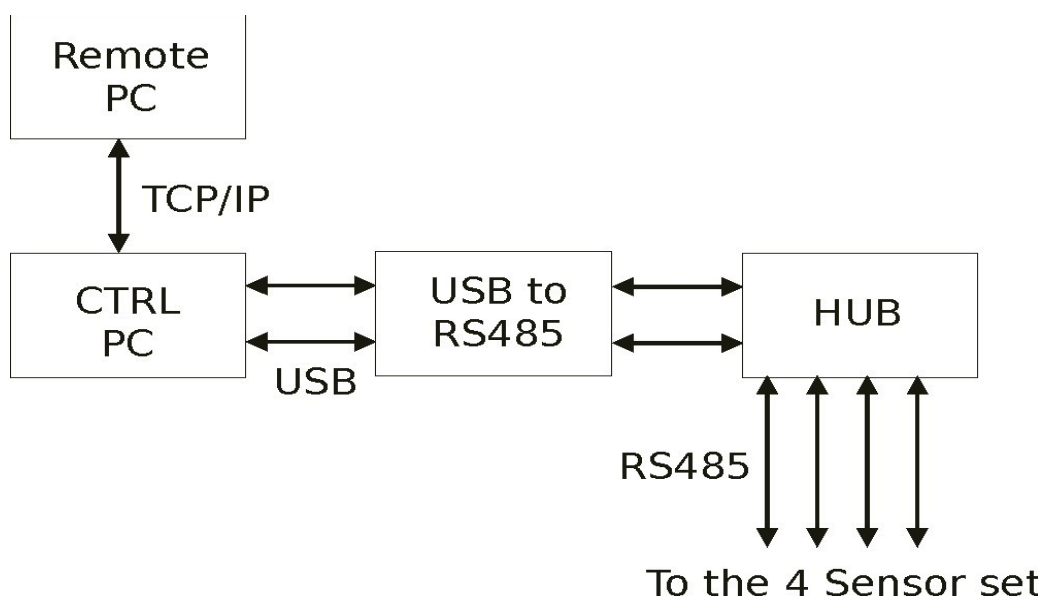 Remote
PC
TCP/IP
CTRL
PC
USB
USB to
RS485
HUB
RS485
To the 4 Sensor set